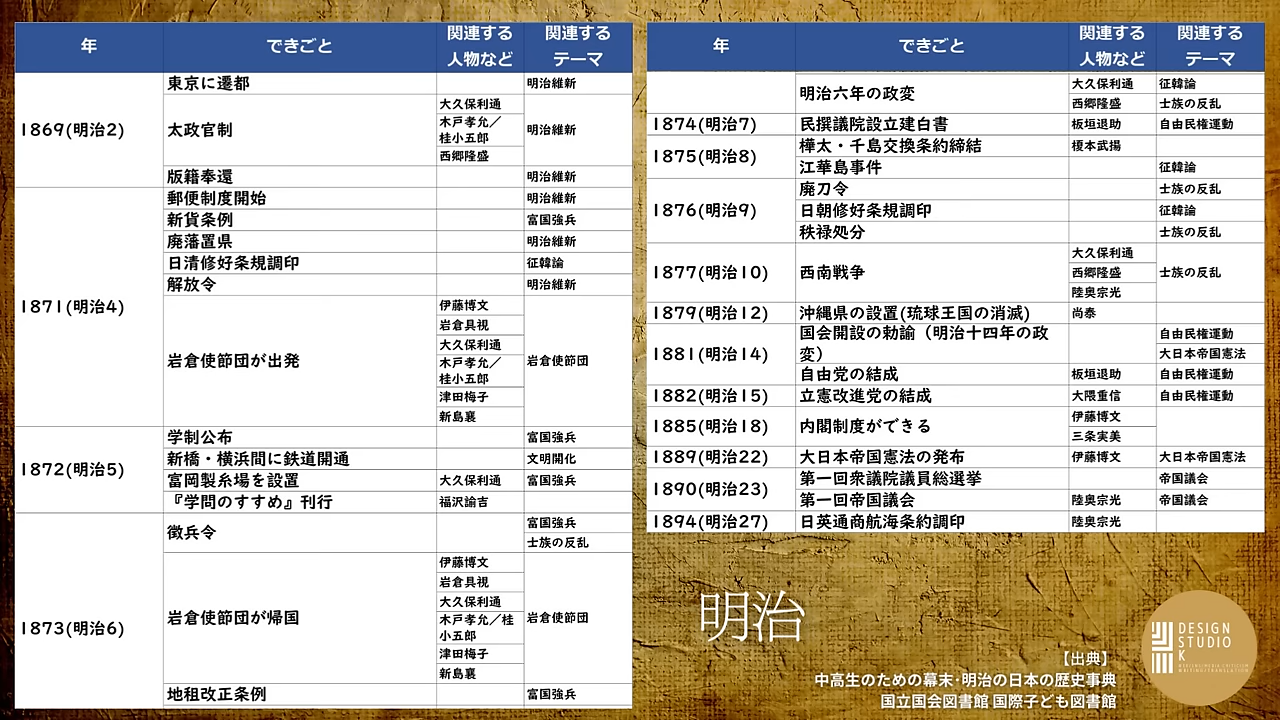 年 できごと 関連する人物など 関連するテーマ
1869(明治2) 東京に遷都 明治維新
太政官制 大久保利通 明治維新
木戸孝允／
桂小五郎
西郷隆盛
版籍奉還 明治維新
1871(明治4) 郵便制度開始 明治維新
新貨条例 富国強兵
廃藩置県 明治維新
日清修好条規調印 征韓論
解放令 明治維新
岩倉使節団が出発 伊藤博文 岩倉使節団
岩倉具視
大久保利通
木戸孝允／
桂小五郎
津田梅子
新島襄
1872(明治5) 学制公布 富国強兵
新橋・横浜間に鉄道開通 文明開化
富岡製糸場を設置 大久保利通 富国強兵
『学問のすすめ』刊行 福沢諭吉
1873(明治6) 徴兵令 富国強兵
士族の反乱
岩倉使節団が帰国 伊藤博文 岩倉使節団
岩倉具視
大久保利通
木戸孝允／桂
小五郎
津田梅子
新島襄
地租改正条例 富国強兵
年 できごと 関連する人物など 関連するテーマ
明治六年の政変 大久保利通 征韓論
西郷隆盛 士族の反乱
1874(明治7) 民撰議院設立建白書 板垣退助 自由民権運動
1875(明治8) 樺太・千島交換条約締結 榎本武揚
江華島事件 征韓論
1876(明治9) 廃刀令 士族の反乱
日朝修好条規調印 征韓論
秩禄処分 士族の反乱
1877(明治10) 西南戦争 大久保利通 士族の反乱
西郷隆盛
陸奥宗光
1879(明治12) 沖縄県の設置(琉球王国の消滅) 尚泰
1881(明治14) 国会開設の勅諭（明治十四年の政 自由民権運動
変） 大日本帝国憲法
自由党の結成 板垣退助 自由民権運動
1882(明治15) 立憲改進党の結成 大隈重信 自由民権運動
1885(明治18) 内閣制度ができる 伊藤博文
三条実美
1889(明治22) 大日本帝国憲法の発布 伊藤博文 大日本帝国憲法
1890(明治23) 第一回衆議院議員総選挙 帝国議会
第一回帝国議会 陸奥宗光 帝国議会
1894(明治27) 日英通商航海条約調印 陸奥宗光
明治
【出典】
中高生のための幕末･明治の日本の歴史事典
国立国会図書館 国際子ども図書館
DESIGN
STUDIO
K